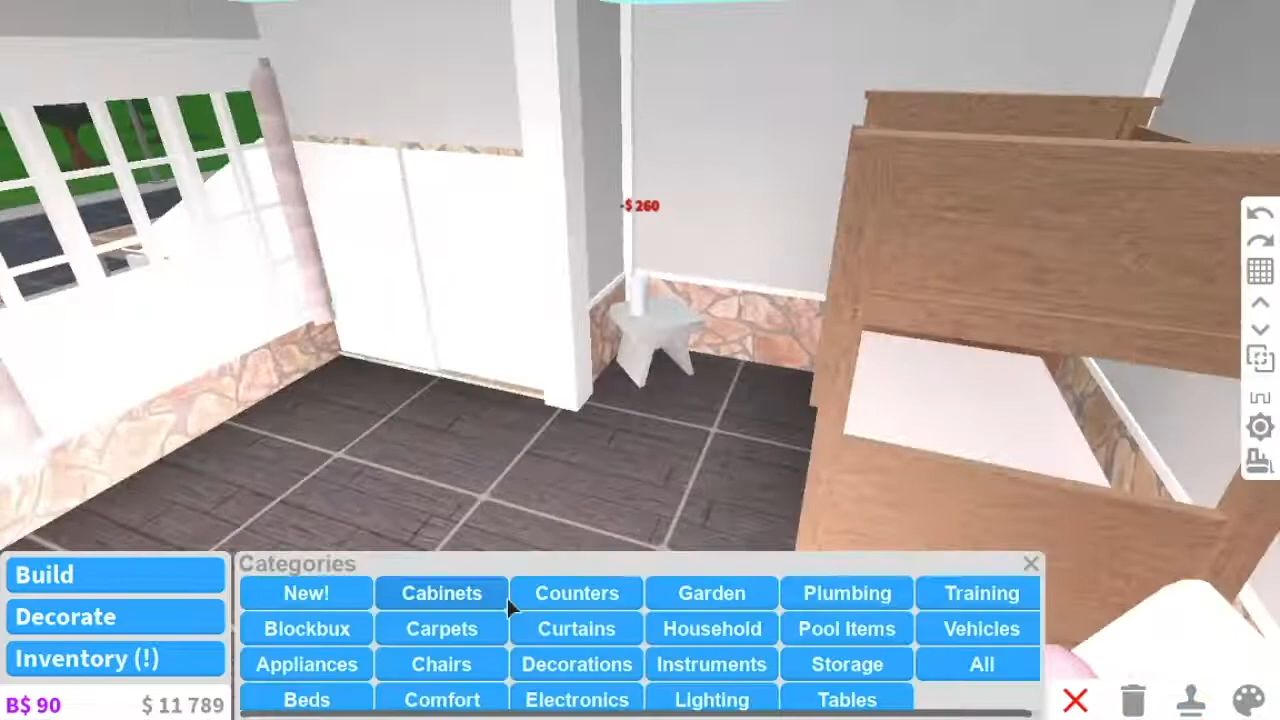 -$ 260
Build
Decorate
Inventory (!)
B$ 90 $ 11 789
Categories
New! Cabinets Counters Garden Plumbing Training
Blockbux Carpets Curtains Household Pool Items Vehicles
Appliances Chairs Decorations Instruments Storage All
Beds Comfort Electronics Lighting Tables